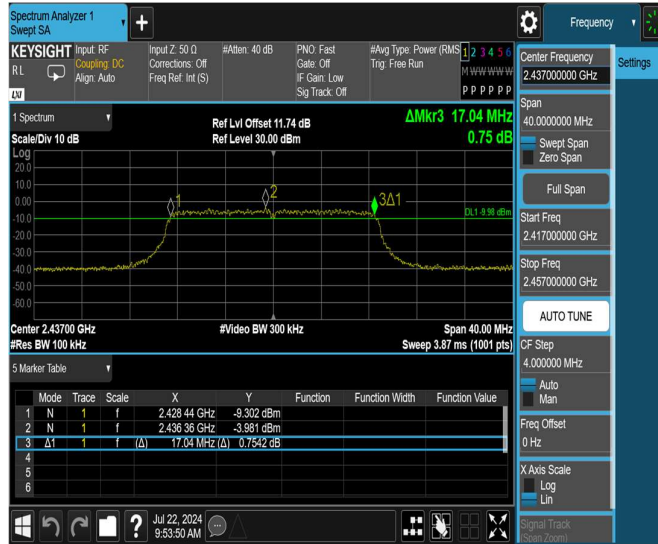 Spectrum Analyzer 1
Swept SA
+
Frequency
KEYSIGHT
RL
LXI
Input: RF
Coupling: DC
Align: Auto
Input Z: 50 Ω
Corrections: Off
Freq Ref: Int (S)
#Atten: 40 dB
PNO: Fast
Gate: Off
IF Gain: Low
Sig Track: Off
#Avg Type: Power (RMS
Trig: Free Run
1 2 3 4 5 6
M W W W W W
P P P P P P
1 Spectrum
Scale/Div 10 dB
Ref Lvl Offset 11.74 dB
Ref Level 30.00 dBm
ΔMkr3 17.04 MHz
0.75 dB
Log
20.0
10.0
0.00
-10.0
-20.0
-30.0
-40.0
-50.0
-60.0
1
2
3Δ1
DL1 -9.98 dBm
Center 2.43700 GHz
#Video BW 300 kHz
Span 40.00 MHz
#Res BW 100 kHz
Sweep 3.87 ms (1001 pts)
5 Marker Table
Mode Trace Scale X Y Function Function Width Function Value
1 N 1 f 2.428 44 GHz -9.302 dBm
2 N 1 f 2.436 36 GHz -3.981 dBm
3 Δ1 1 f (Δ) 17.04 MHz (Δ) 0.7542 dB
4
5
6
Jul 22, 2024
9:53:50 AM
Center Frequency
2.437000000 GHz
Settings
Span
40.0000000 MHz
Swept Span
Zero Span
Full Span
Start Freq
2.417000000 GHz
Stop Freq
2.457000000 GHz
AUTO TUNE
CF Step
4.000000 MHz
Auto
Man
Freq Offset
0 Hz
X Axis Scale
Log
Lin
Signal Track
(Span Zoom)